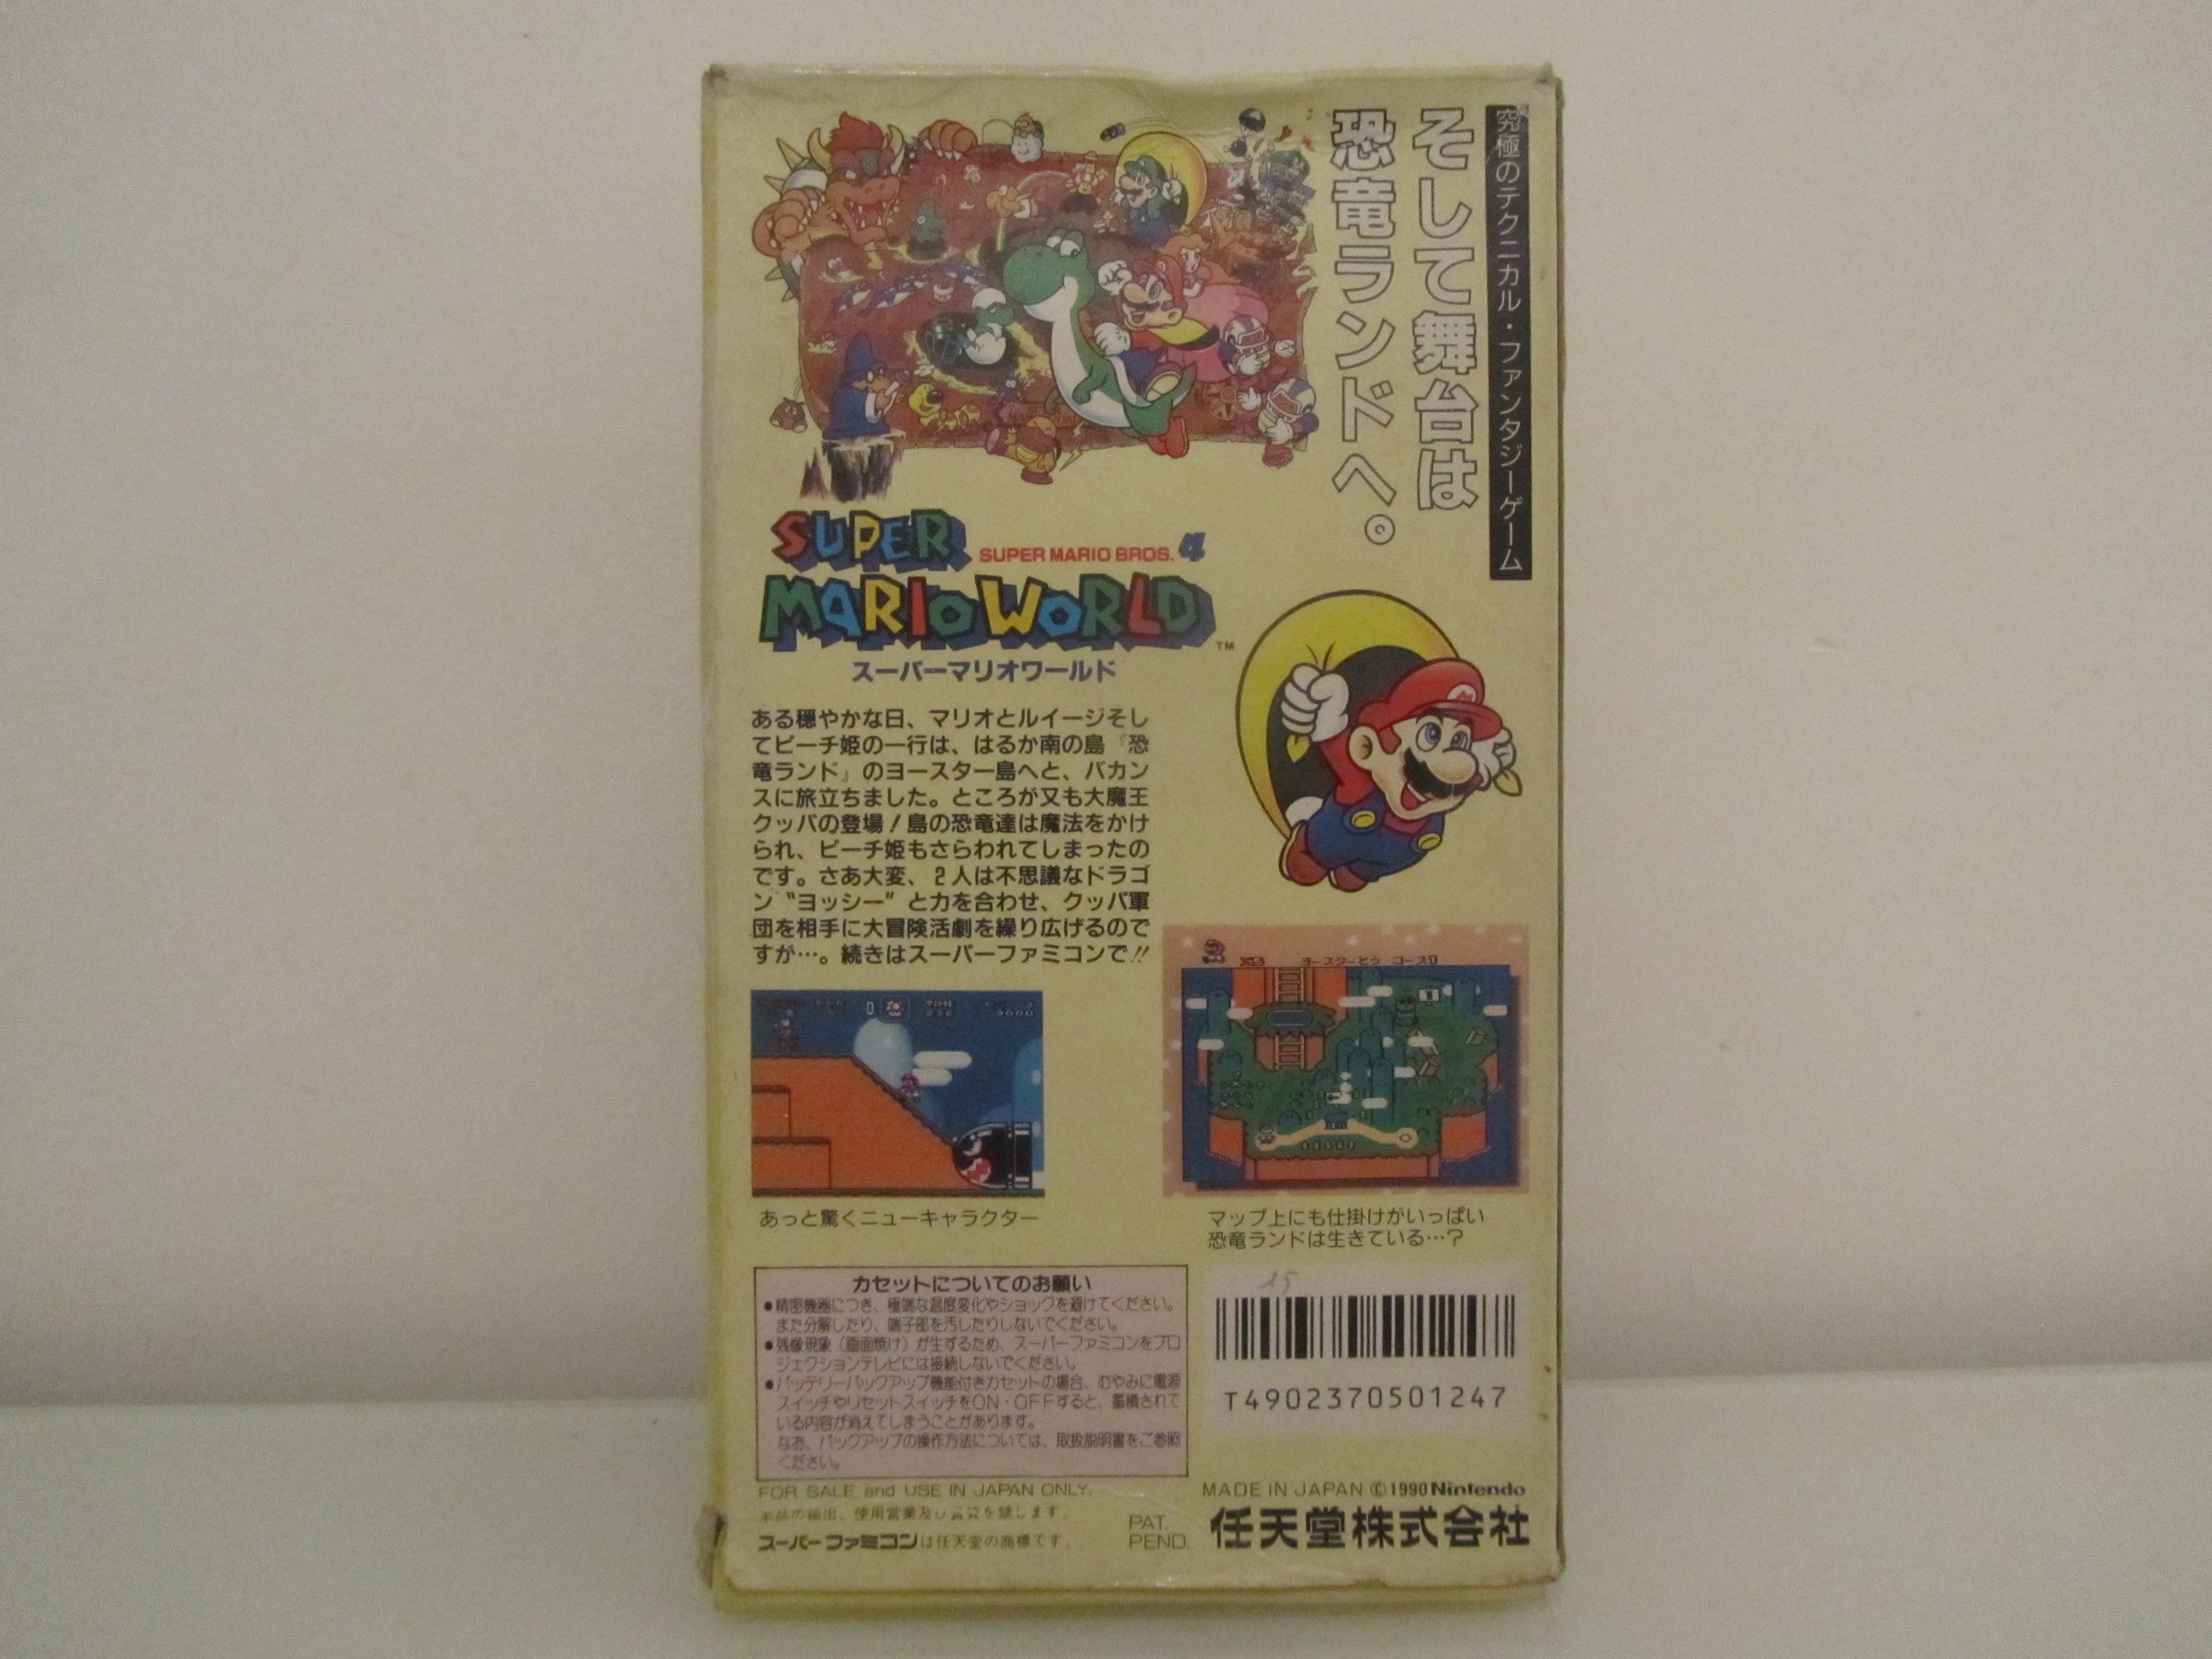 究極のテクニカル・ファンタジーゲーム
そして舞台は
恐竜ランドへ。
SUPER
SUPER MARIO BROS. 4
MARIO WORLD
TM
スーパーマリオワールド
ある穏やかな日、マリオとルイージそし
てピーチ姫の一行は、はるか南の島『恐
竜ランド』のヨースター島へと、バカン
スに旅立ちました。ところが又も大魔王
クッパの登場!島の恐竜達は魔法をかけ
られ、ピーチ姫もさらわれてしまったの
です。さあ大変、2人は不思議なドラゴ
ン“ヨッシー”と力を合わせ、クッパ軍
団を相手に大冒険活劇を繰り広げるので
すが…。続きはスーパーファミコンで!!
TIME
236
9000
あっと驚くニューキャラクター
ヨースターとう コース1
マップ上にも仕掛けがいっぱい
恐竜ランドは生きている…?
カセットについてのお願い
●精密機器につき、極端な温度変化やショックを避けてください。
また分解したり、端子部を汚したりしないでください。
●残像現象(画面焼け)が生ずるため、スーパーファミコンをプロ
ジェクションテレビには接続しないでください。
●バッテリーバックアップ機能付きカセットの場合、むやみに電源
スイッチやリセットスイッチをON・OFFすると、蓄積されて
いる内容が消えてしまうことがあります。
なお、バックアップの操作方法については、取扱説明書をご参照
ください。
15
T4902370501247
FOR SALE and USE IN JAPAN ONLY.
本品の輸出、使用営業及び賃貸を禁じます。
スーパーファミコンは任天堂の商標です。
PAT.
PEND.
MADE IN JAPAN ©1990 Nintendo
任天堂株式会社